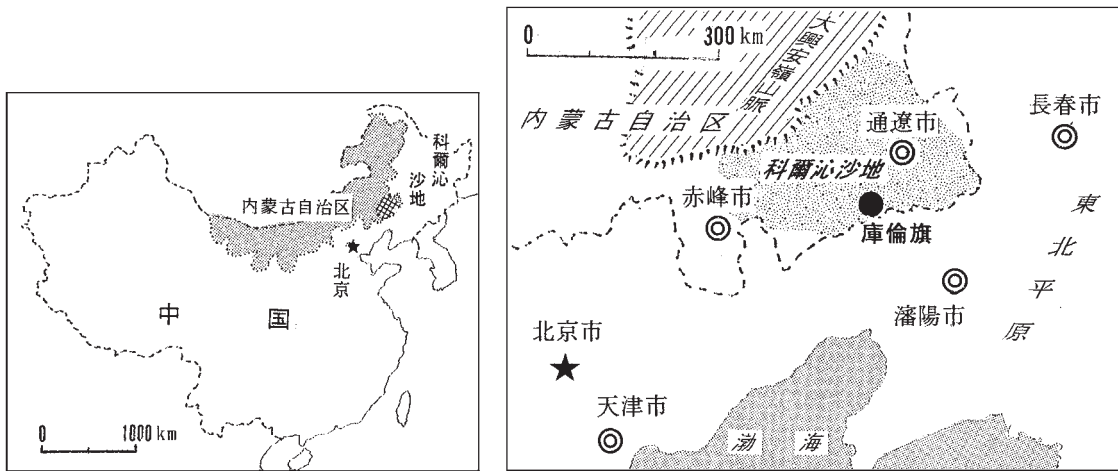 科爾沁
沙地
内蒙古自治区
北京
中 国
0 1000 km
0 300 km
大興安嶺山脈
内蒙古自治区
通遼市
長春市
科爾沁沙地
赤峰市
庫倫旗
東北平原
瀋陽市
北京市
天津市
渤 海